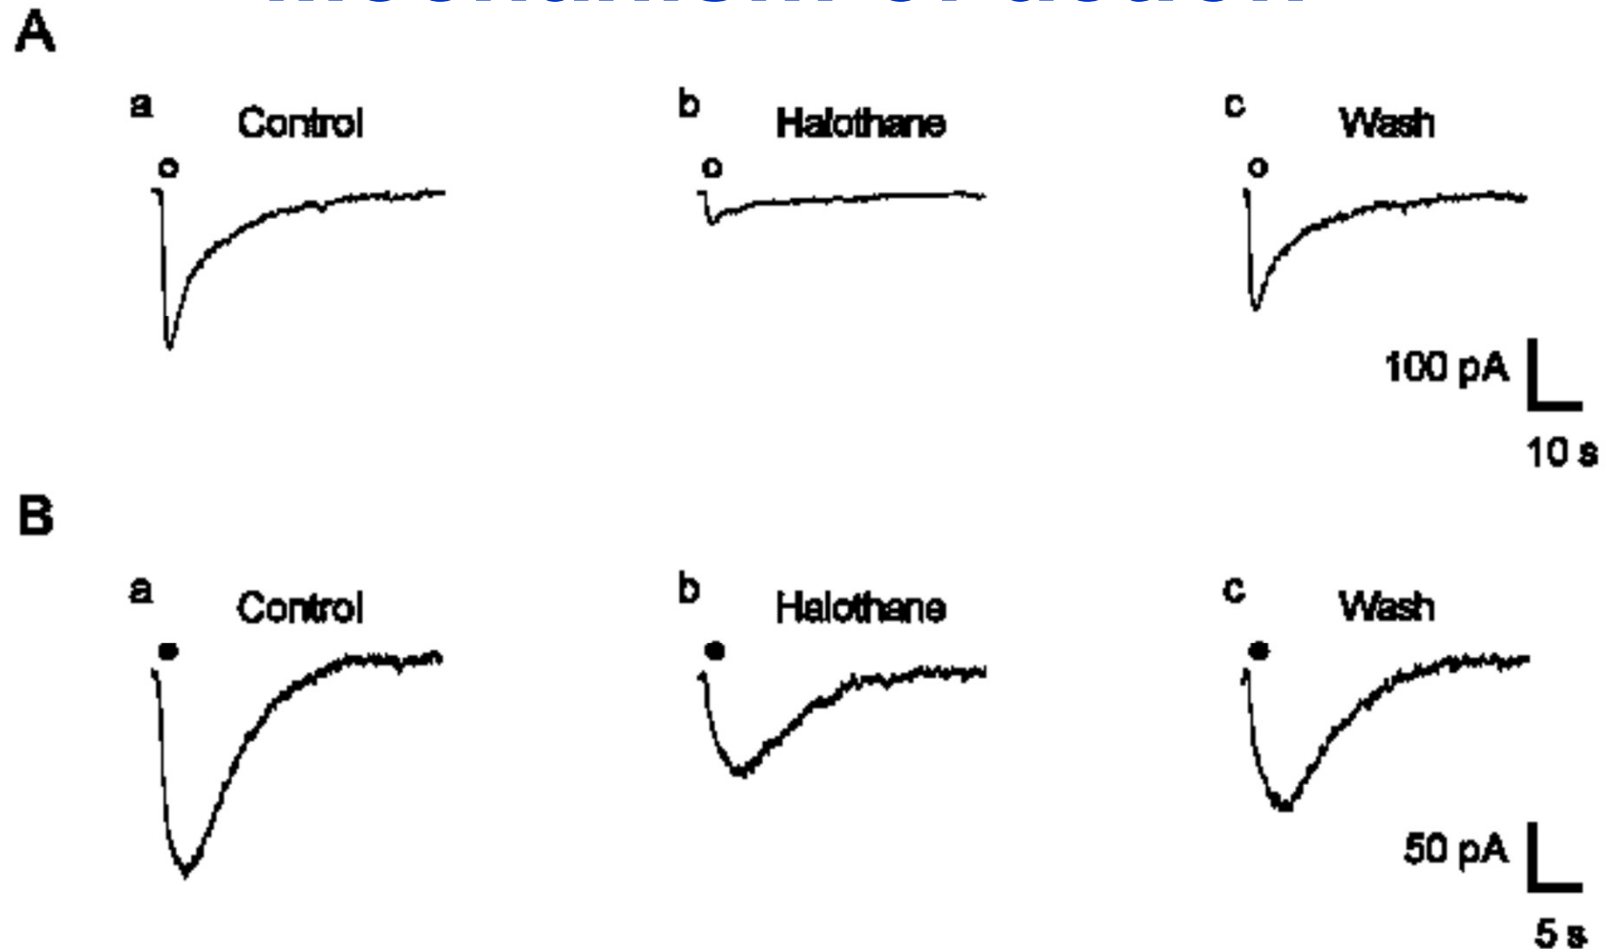 A
a Control
b Halothane
c Wash
100 pA
10 s
B
a Control
b Halothane
c Wash
50 pA
5 s